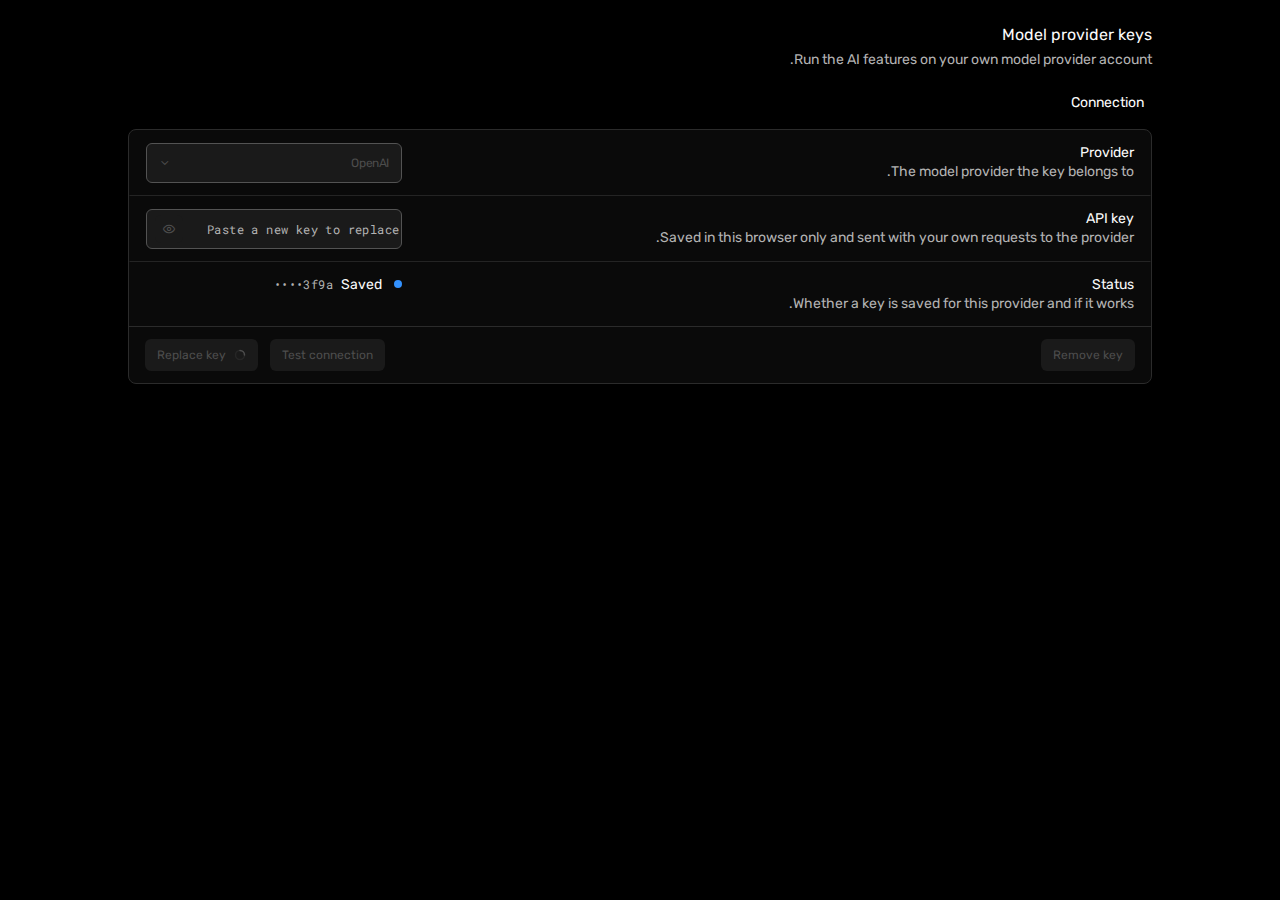 Model provider keys
.Run the AI features on your own model provider account
Connection
Provider
.The model provider the key belongs to
OpenAI
API key
.Saved in this browser only and sent with your own requests to the provider
Paste a new key to replace
Status
.Whether a key is saved for this provider and if it works
Saved ••••3f9a
Remove key
Test connection
Replace key